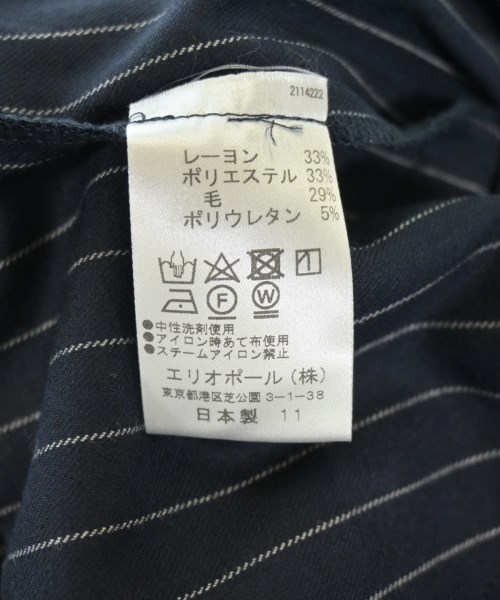 2114222
レーヨン 33%
ポリエステル 33%
毛 29%
ポリウレタン 5%
F W
●中性洗剤使用
●アイロン時あて布使用
●スチームアイロン禁止
エリオポール(株)
東京都港区芝公園3-1-38
日本製 11